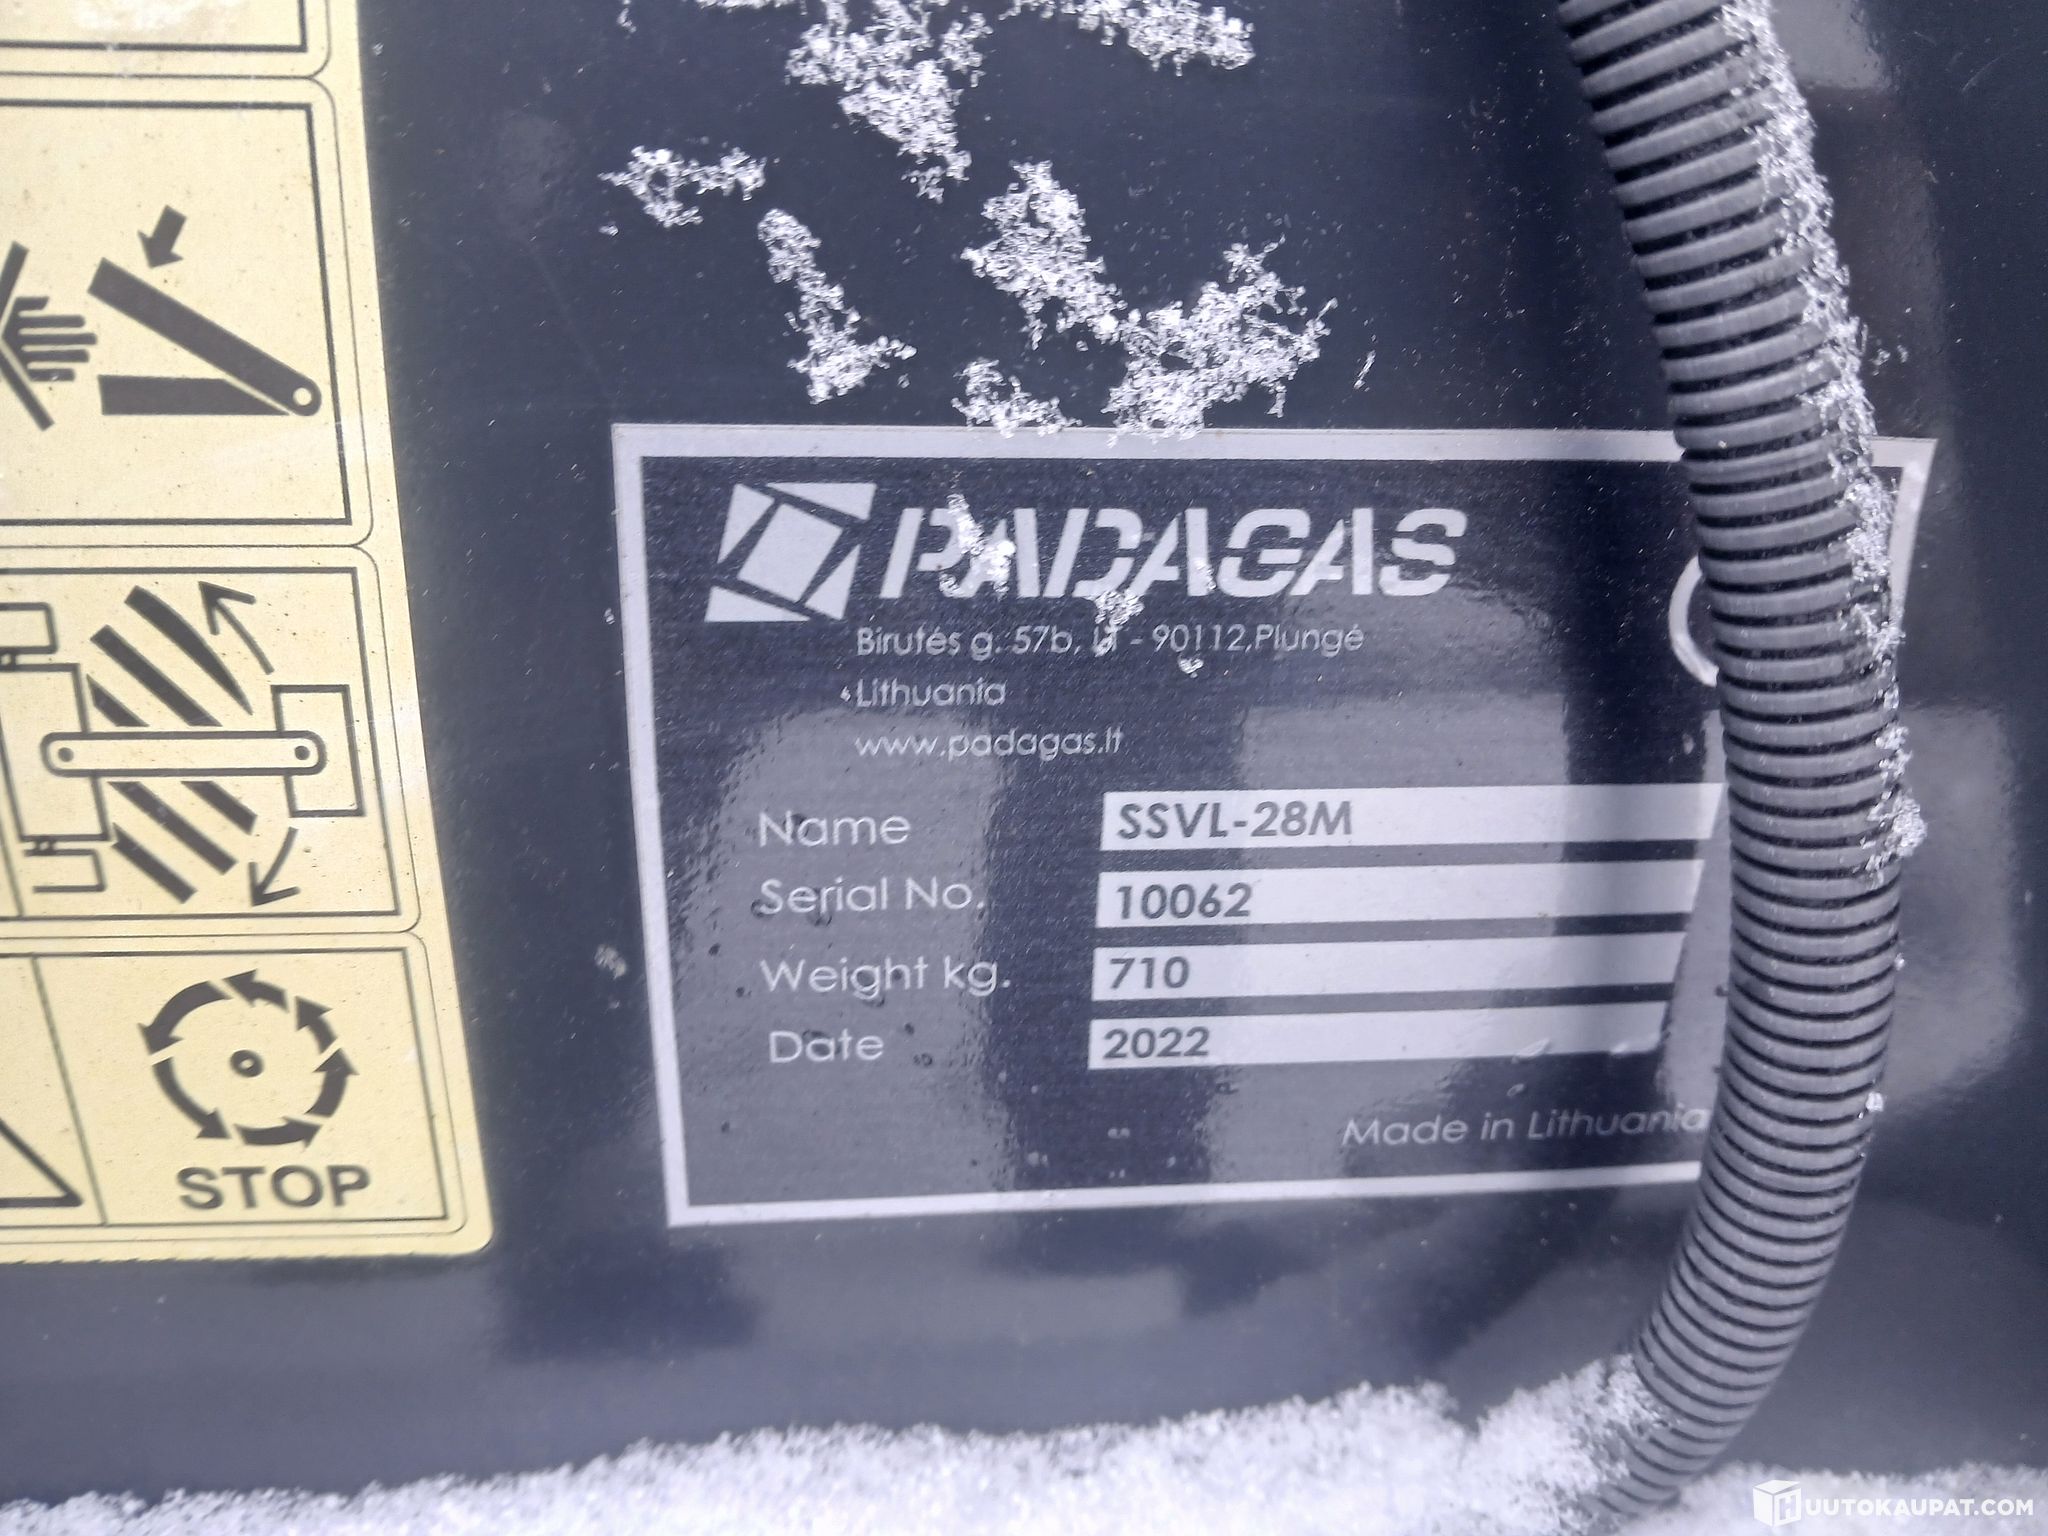 PADAGAS
Birutės g. 57b, LT - 90112,Plungė
Lithuania
www.padagas.lt
Name SSVL-28M
Serial No. 10062
Weight kg. 710
Date 2022
Made in Lithuania
STOP
HUUTOKAUPAT.COM